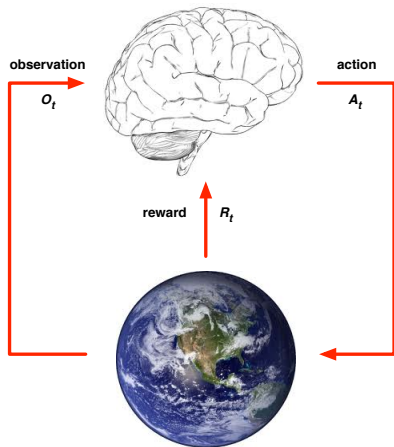 observation
O_t
action
A_t
reward R_t